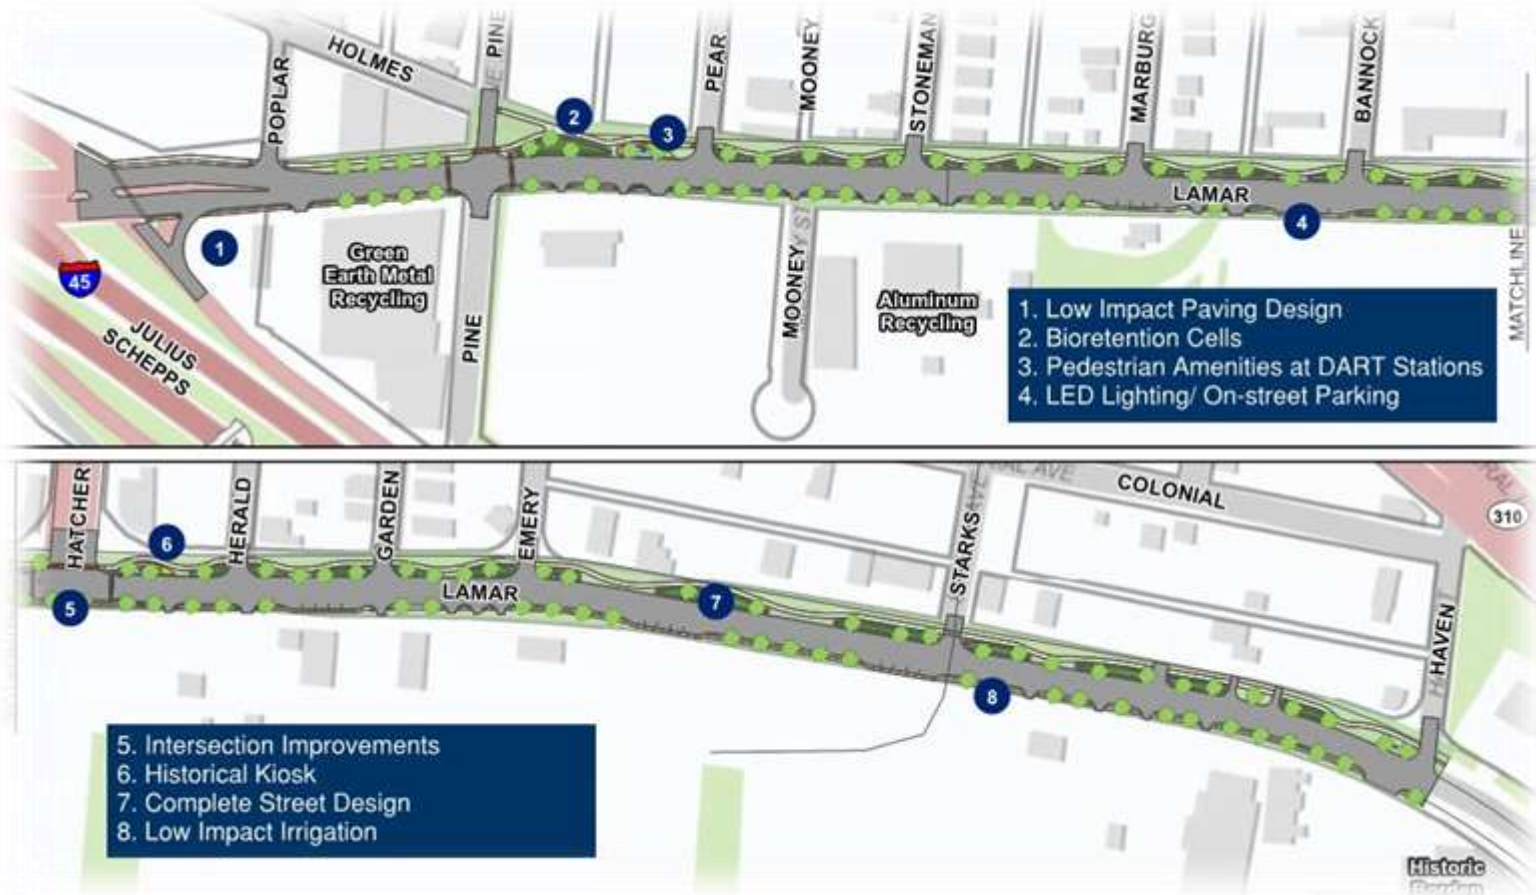 HOLMES
PINE
PINE
POPLAR
PEAR
MOONEY
STONEMAN
MARBURG
BANNOCK
2
3
LAMAR
4
1
45
Green
Earth Metal
Recycling
JULIUS
SCHEPPS
PINE
MOONEY
Y ST
Aluminum
Recycling
MATCHLINE
1. Low Impact Paving Design
2. Bioretention Cells
3. Pedestrian Amenities at DART Stations
4. LED Lighting/ On-street Parking
HATCHER
HERALD
GARDEN
EMERY
STARKS
AVE
AVE
COLONIAL
310
6
LAMAR
5
7
8
HAVEN
5. Intersection Improvements
6. Historical Kiosk
7. Complete Street Design
8. Low Impact Irrigation
Historic